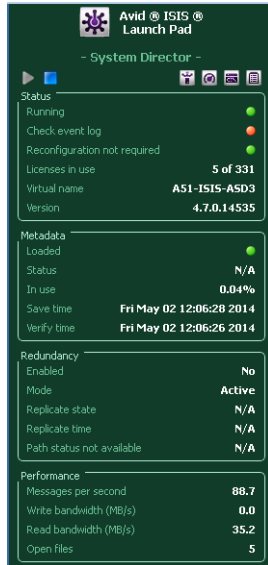 Avid ® ISIS ®
Launch Pad
- System Director -
Status
Running
Check event log
Reconfiguration not required
Licenses in use 5 of 331
Virtual name A51-ISIS-ASD3
Version 4.7.0.14535
Metadata
Loaded
Status N/A
In use 0.04%
Save time Fri May 02 12:06:28 2014
Verify time Fri May 02 12:06:26 2014
Redundancy
Enabled No
Mode Active
Replicate state N/A
Replicate time N/A
Path status not available N/A
Performance
Messages per second 88.7
Write bandwidth (MB/s) 0.0
Read bandwidth (MB/s) 35.2
Open files 5